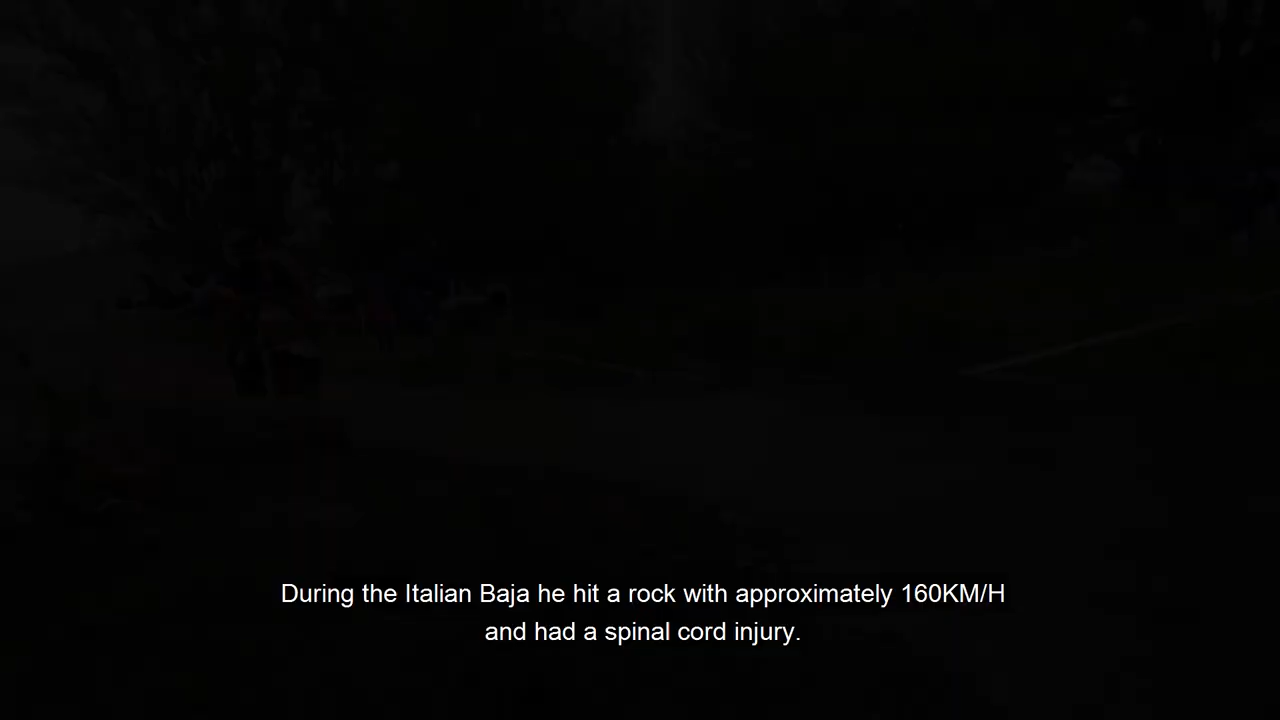 During the Italian Baja he hit a rock with approximately 160KM/H
and had a spinal cord injury.